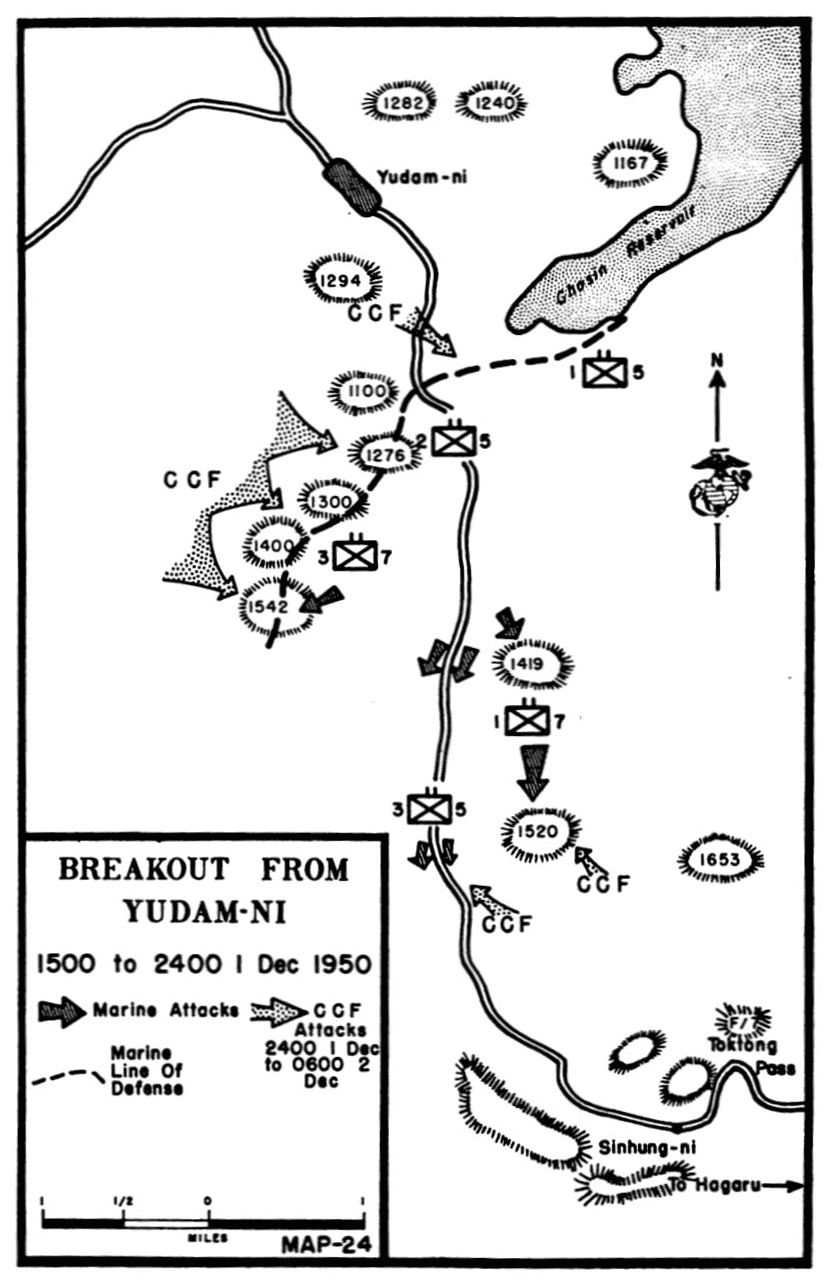 1282
1240
1167
Yudam-ni
Chosin Reservoir
1294
CCF
1 5
N
1100
2 5
1276
CCF
1300
1400
3 7
1542
1419
1 7
3 5
1520
1653
CCF
CCF
BREAKOUT FROM
YUDAM-NI
1500 to 2400 1 Dec 1950
Marine Attacks
CCF
Attacks
2400 1 Dec
to 0600 2
Dec
Marine
Line Of
Defense
F/7
Toktong
Pass
Sinhung-ni
To Hagaru
1 1/2 0 1
MILES
MAP-24